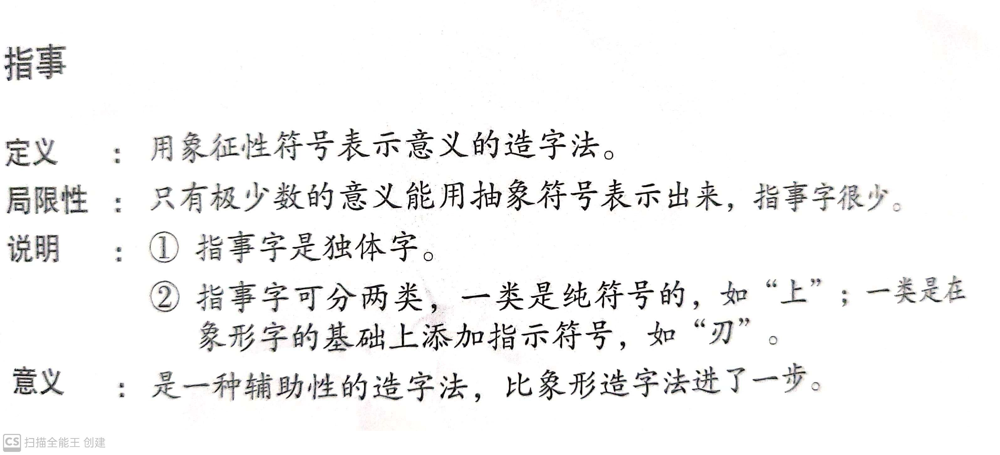 指事
定义 : 用象征性符号表示意义的造字法。
局限性 : 只有极少数的意义能用抽象符号表示出来，指事字很少。
说明 : ① 指事字是独体字。
② 指事字可分两类，一类是纯符号的，如“上”；一类是在
象形字的基础上添加指示符号，如“刃”。
意义 : 是一种辅助性的造字法，比象形造字法进了一步。
CS 扫描全能王 创建